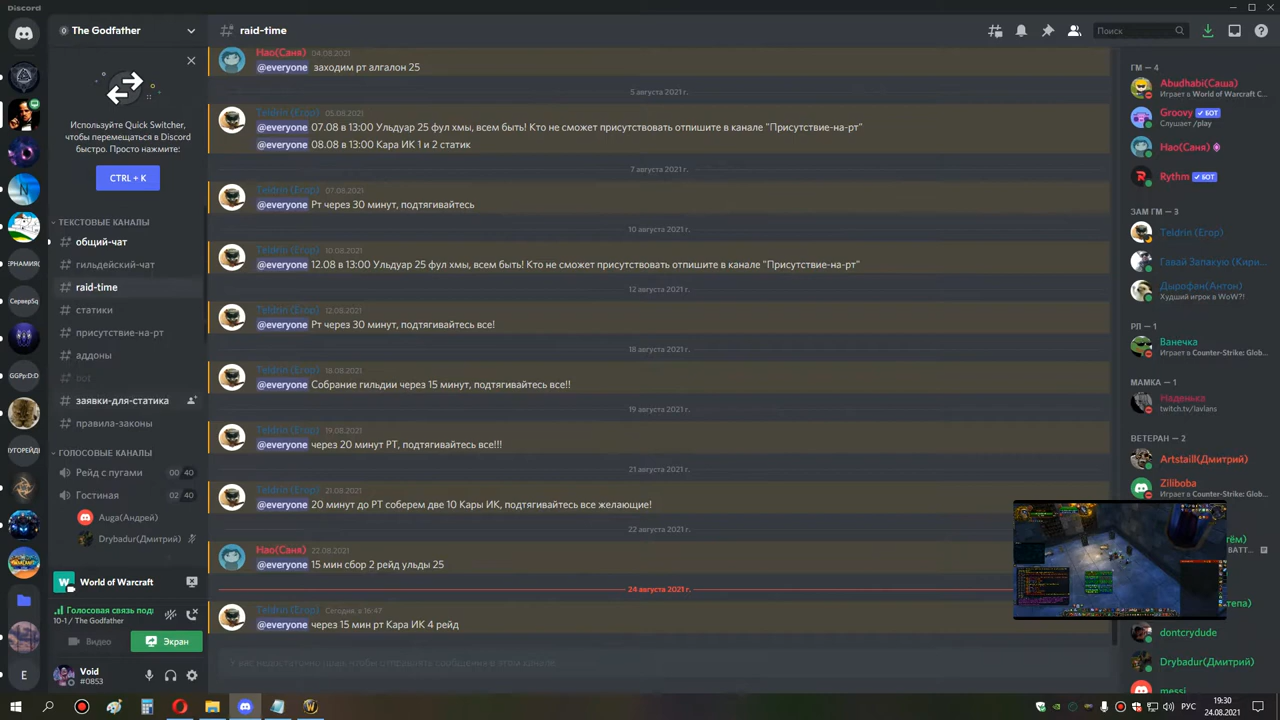 Discord
The Godfather
Используйте Quick Switcher,
чтобы перемещаться в Discord
быстро. Просто нажмите:
CTRL + K
ТЕКСТОВЫЕ КАНАЛЫ
общий-чат
гильдейский-чат
raid-time
статики
присутствие-на-рт
аддоны
бот
заявки-для-статика
правила-законы
ГОЛОСОВЫЕ КАНАЛЫ
Рейд с пугами 00 40
Гостиная 02 40
Auga(Андрей)
Drybadur(Дмитрий)
World of Warcraft
Голосовая связь под
10-1 / The Godfather
Видео
Экран
Void
#0853
СерверSq
GGPp:D:D
E
raid-time
Поиск
Нао(Саня) 04.08.2021
@everyone заходим рт алгалон 25
5 августа 2021 г.
Teldrin (Егор) 05.08.2021
@everyone 07.08 в 13:00 Ульдуар 25 фул хмы, всем быть! Кто не сможет присутствовать отпишите в канале "Присутствие-на-рт"
@everyone 08.08 в 13:00 Кара ИК 1 и 2 статик
7 августа 2021 г.
Teldrin (Егор) 07.08.2021
@everyone Рт через 30 минут, подтягивайтесь
10 августа 2021 г.
Teldrin (Егор) 10.08.2021
@everyone 12.08 в 13:00 Ульдуар 25 фул хмы, всем быть! Кто не сможет присутствовать отпишите в канале "Присутствие-на-рт"
12 августа 2021 г.
Teldrin (Егор) 12.08.2021
@everyone Рт через 30 минут, подтягивайтесь все!
18 августа 2021 г.
Teldrin (Егор) 18.08.2021
@everyone Собрание гильдии через 15 минут, подтягивайтесь все!!
19 августа 2021 г.
Teldrin (Егор) 19.08.2021
@everyone через 20 минут РТ, подтягивайтесь все!!!
21 августа 2021 г.
Teldrin (Егор) 21.08.2021
@everyone 20 минут до РТ соберем две 10 Кары ИК, подтягивайтесь все желающие!
22 августа 2021 г.
Нао(Саня) 22.08.2021
@everyone 15 мин сбор 2 рейд ульды 25
24 августа 2021 г.
Teldrin (Егор) Сегодня, в 16:47
@everyone через 15 мин рт Кара ИК 4 рейд
У вас недостаточно прав, чтобы отправлять сообщения в этом канале.
ГМ — 4
Abudhabi(Саша)
Играет в World of Warcraft C...
Groovy БОТ
Слушает /play
Нао(Саня)
Rythm БОТ
ЗАМ ГМ — 3
Teldrin (Егор)
Гавай Запакую (Кири...
Дырофан(Антон)
Худший игрок в WoW?!
РЛ — 1
Ванечка
Играет в Counter-Strike: Glob...
МАМКА — 1
Наденька
twitch.tv/lavlans
ВЕТЕРАН — 2
Artstaill(Дмитрий)
Ziliboba
Играет в Counter-Strike: Glob...
dontcrydude
Drybadur(Дмитрий)
messi
РУС
19:30
24.08.2021